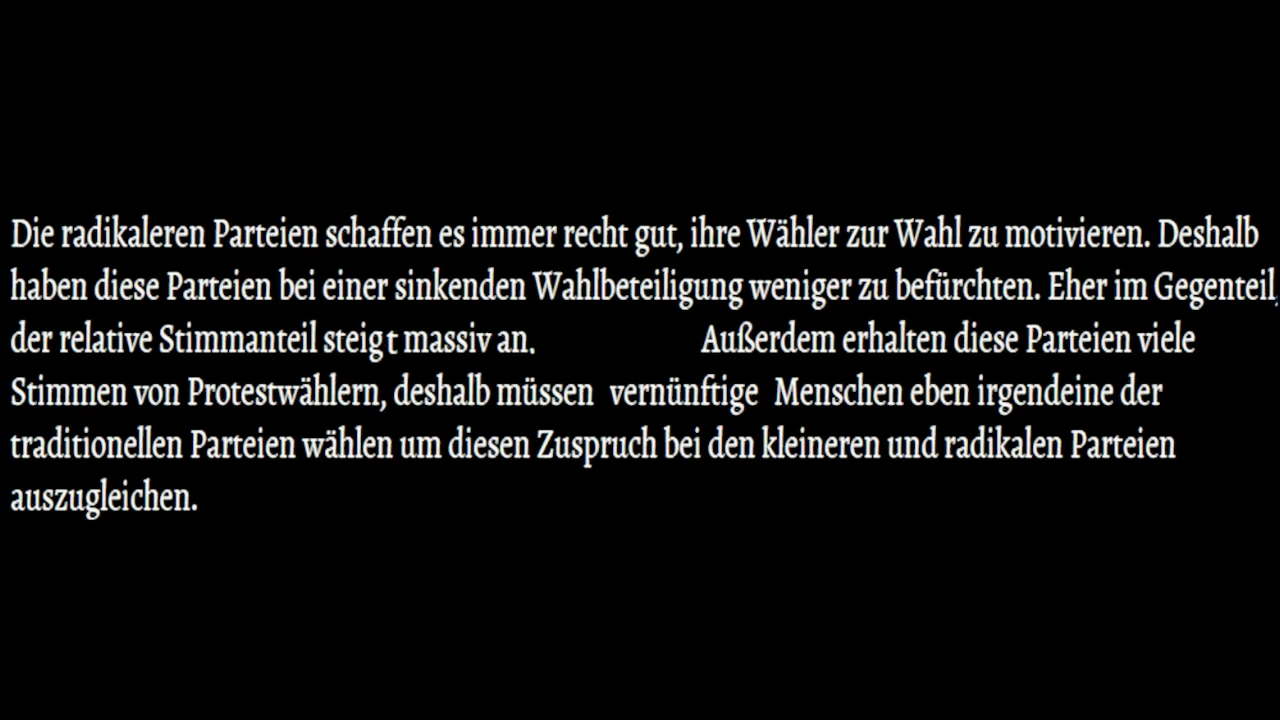 Die radikaleren Parteien schaffen es immer recht gut, ihre Wähler zur Wahl zu motivieren. Deshalb
haben diese Parteien bei einer sinkenden Wahlbeteiligung weniger zu befürchten. Eher im Gegenteil,
der relative Stimmanteil steigt massiv an. Außerdem erhalten diese Parteien viele
Stimmen von Protestwählern, deshalb müssen vernünftige Menschen eben irgendeine der
traditionellen Parteien wählen um diesen Zuspruch bei den kleineren und radikalen Parteien
auszugleichen.